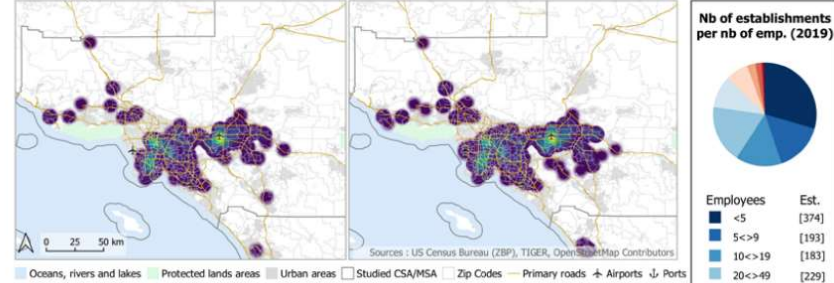 0 25 50 km
Sources : US Census Bureau (ZBP), TIGER, OpenStreetMap Contributors
Oceans, rivers and lakes Protected lands areas Urban areas Studied CSA/MSA Zip Codes Primary roads Airports Ports
Nb of establishments
per nb of emp. (2019)
Employees Est.
<5 [374]
5<>9 [193]
10<>19 [183]
20<>49 [229]